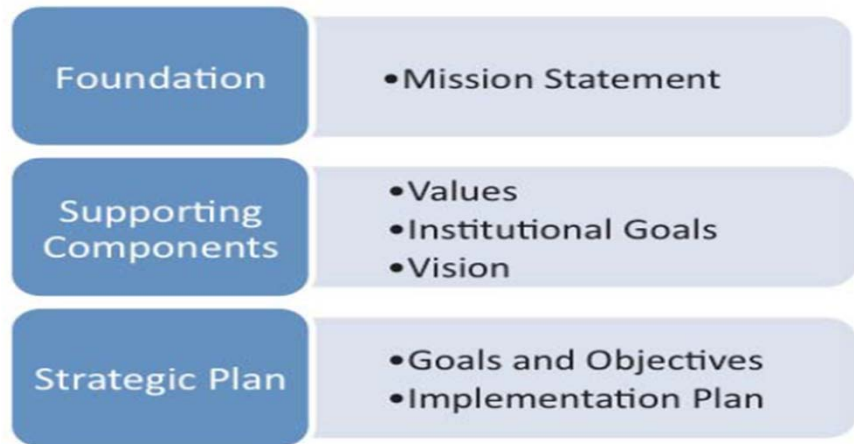 Foundation
•Mission Statement
Supporting
Components
•Values
•Institutional Goals
•Vision
Strategic Plan
•Goals and Objectives
•Implementation Plan